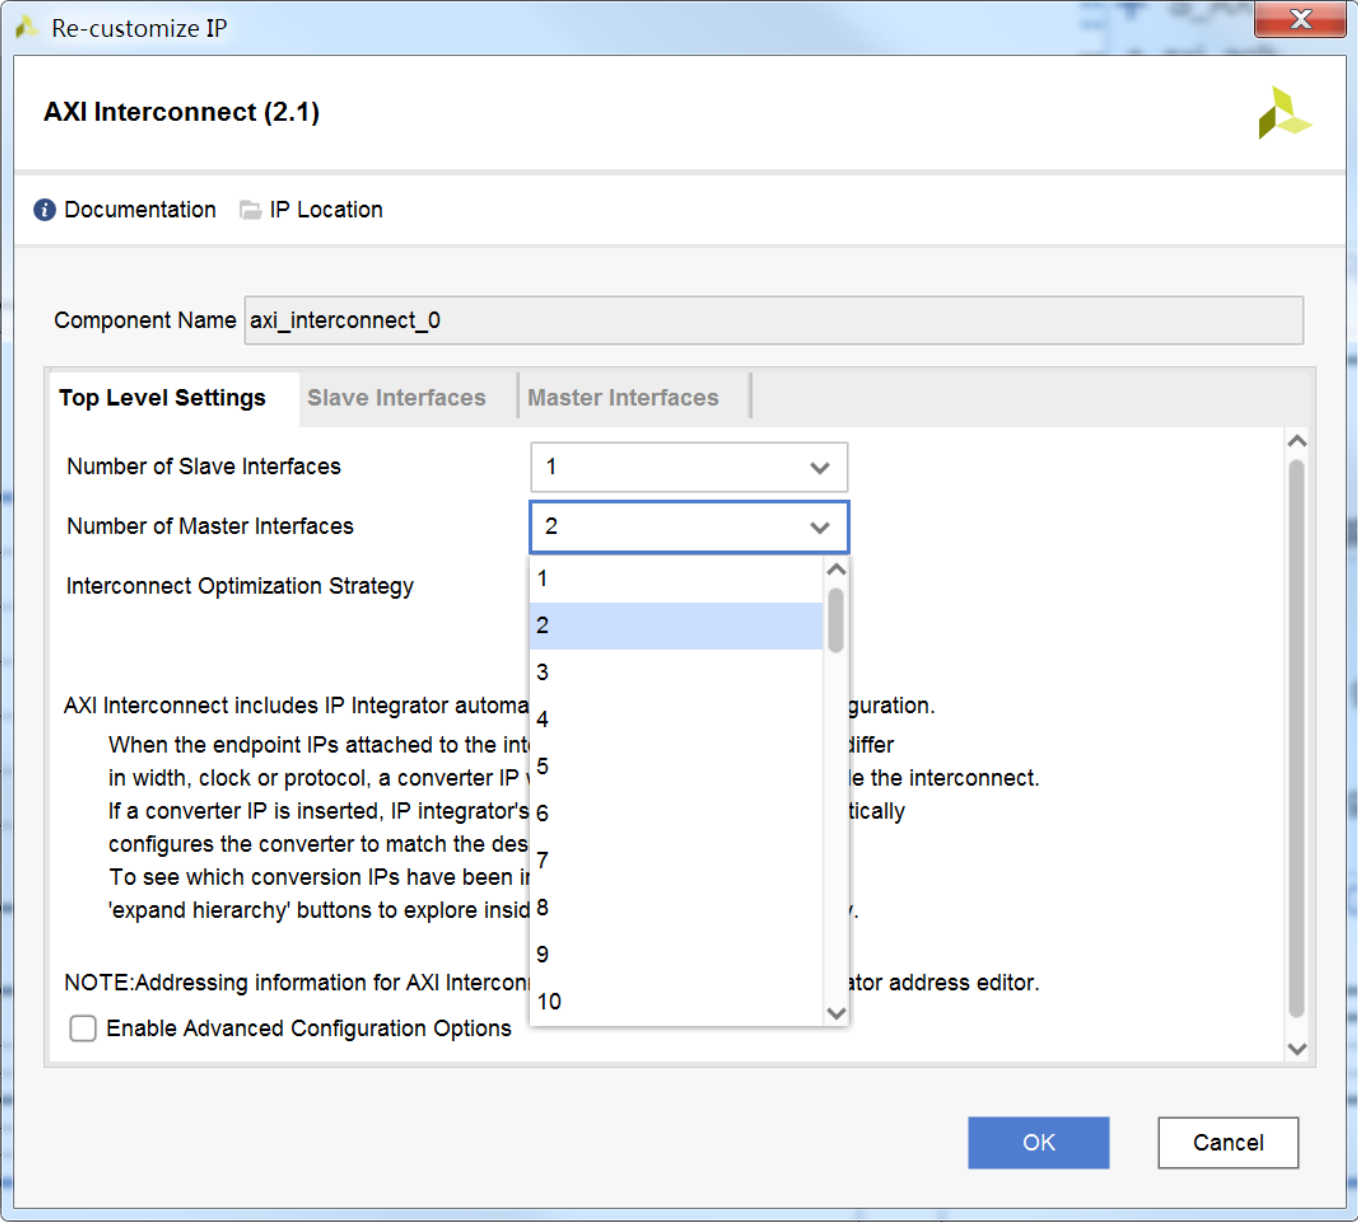 Re-customize IP
AXI Interconnect (2.1)
Documentation IP Location
Component Name axi_interconnect_0
Top Level Settings Slave Interfaces Master Interfaces
Number of Slave Interfaces 1
Number of Master Interfaces 2
Interconnect Optimization Strategy
1
2
3
4
5
6
7
8
9
10
AXI Interconnect includes IP Integrator automa guration.
When the endpoint IPs attached to the int differ
in width, clock or protocol, a converter IP le the interconnect.
If a converter IP is inserted, IP integrator's tically
configures the converter to match the des
To see which conversion IPs have been in
'expand hierarchy' buttons to explore insid .
NOTE:Addressing information for AXI Interconn ator address editor.
Enable Advanced Configuration Options
OK Cancel